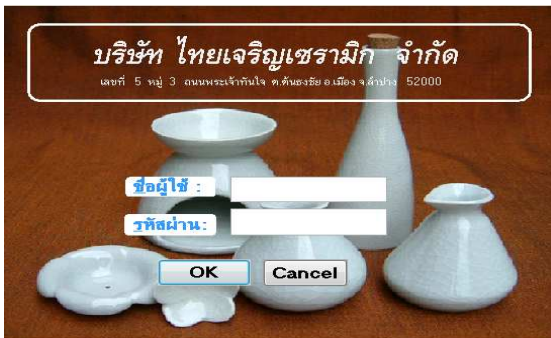 บริษัท ไทยเจริญเซรามิก จำกัด
เลขที่ 5 หมู่ 3 ถนนพระเจ้าทันใจ ต.ต้นธงชัย อ.เมือง จ.ลำปาง 52000
ชื่อผู้ใช้ :
รหัสผ่าน:
OK Cancel